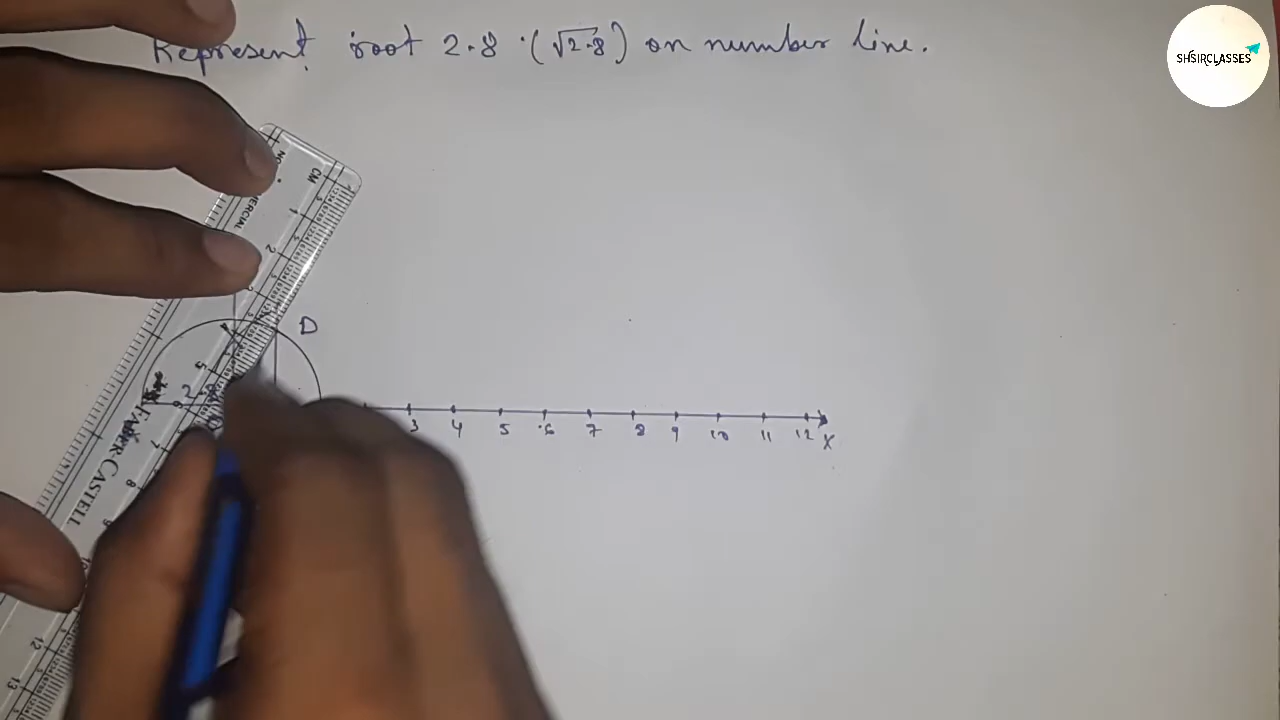 Represent root 2.8 (√2.8) on number line.
SHSIRCLASSES
CM
D
3 4 5 6 7 8 9 10 11 12 X
FABER-CASTELL